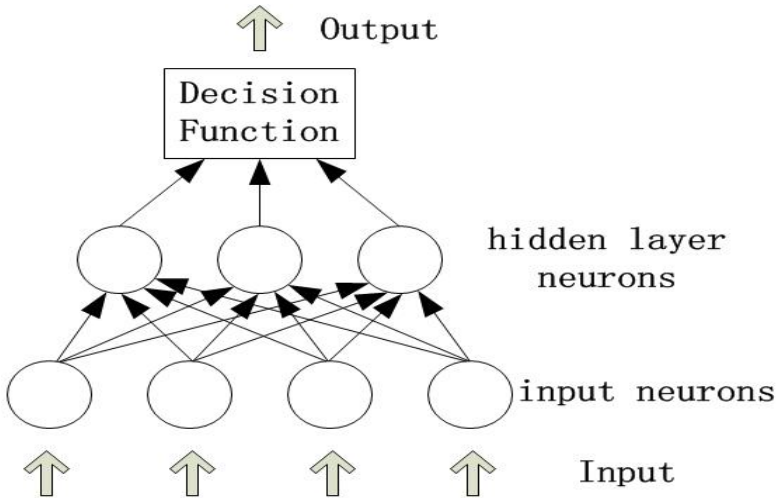 Output
Decision
Function
hidden layer
neurons
input neurons
Input